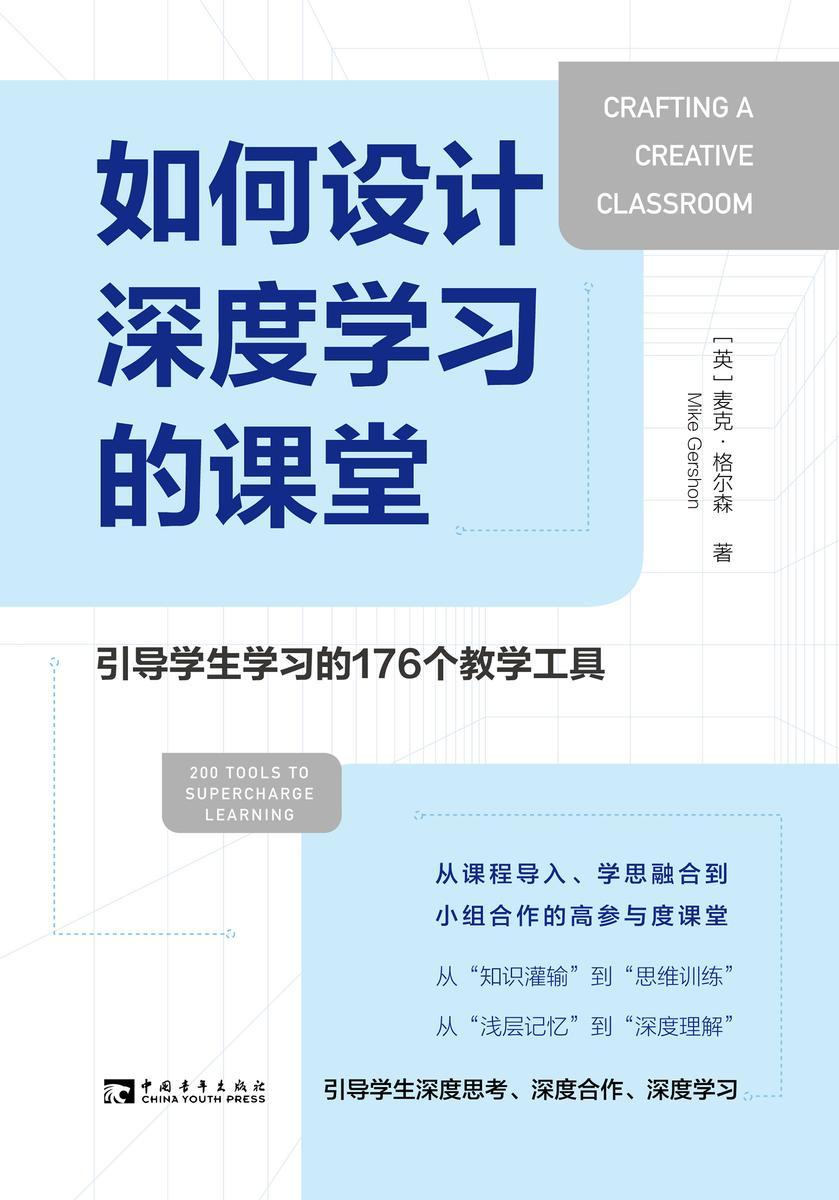 CRAFTING A
CREATIVE
CLASSROOM
如何设计
深度学习
的课堂
[英]麦克·格尔森 著
Mike Gershon
引导学生学习的176个教学工具
200 TOOLS TO
SUPERCHARGE
LEARNING
从课程导入、学思融合到
小组合作的高参与度课堂
从“知识灌输”到“思维训练”
从“浅层记忆”到“深度理解”
引导学生深度思考、深度合作、深度学习
中国青年出版社
CHINA YOUTH PRESS